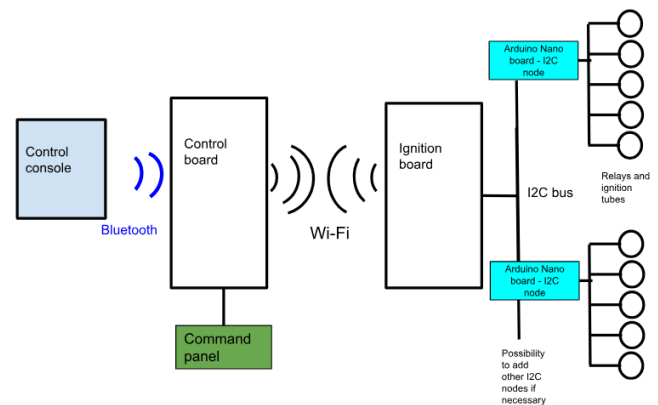 Control
console
Bluetooth
Control
board
Command
panel
Wi-Fi
Ignition
board
I2C bus
Arduino Nano
board - I2C
node
Relays and
ignition
tubes
Arduino Nano
board - I2C
node
Possibility
to add
other I2C
nodes if
necessary